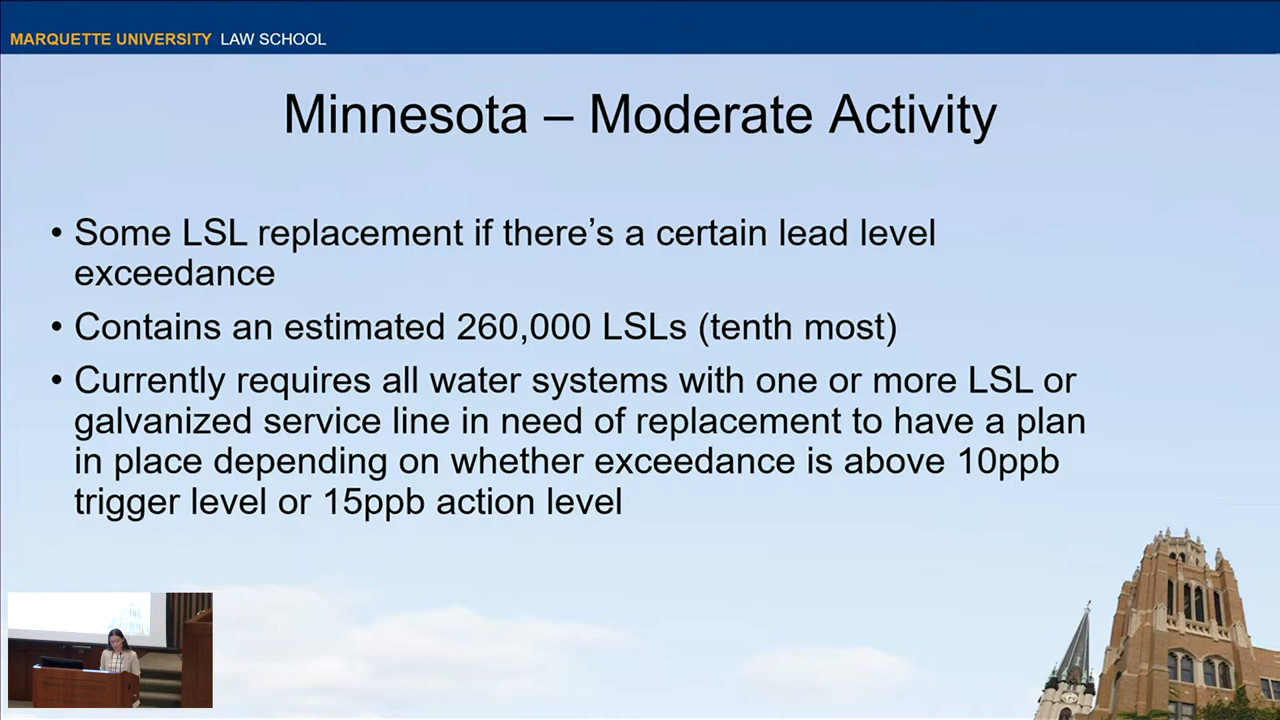 MARQUETTE UNIVERSITY LAW SCHOOL
Minnesota – Moderate Activity
• Some LSL replacement if there’s a certain lead level
exceedance
• Contains an estimated 260,000 LSLs (tenth most)
• Currently requires all water systems with one or more LSL or
galvanized service line in need of replacement to have a plan
in place depending on whether exceedance is above 10ppb
trigger level or 15ppb action level